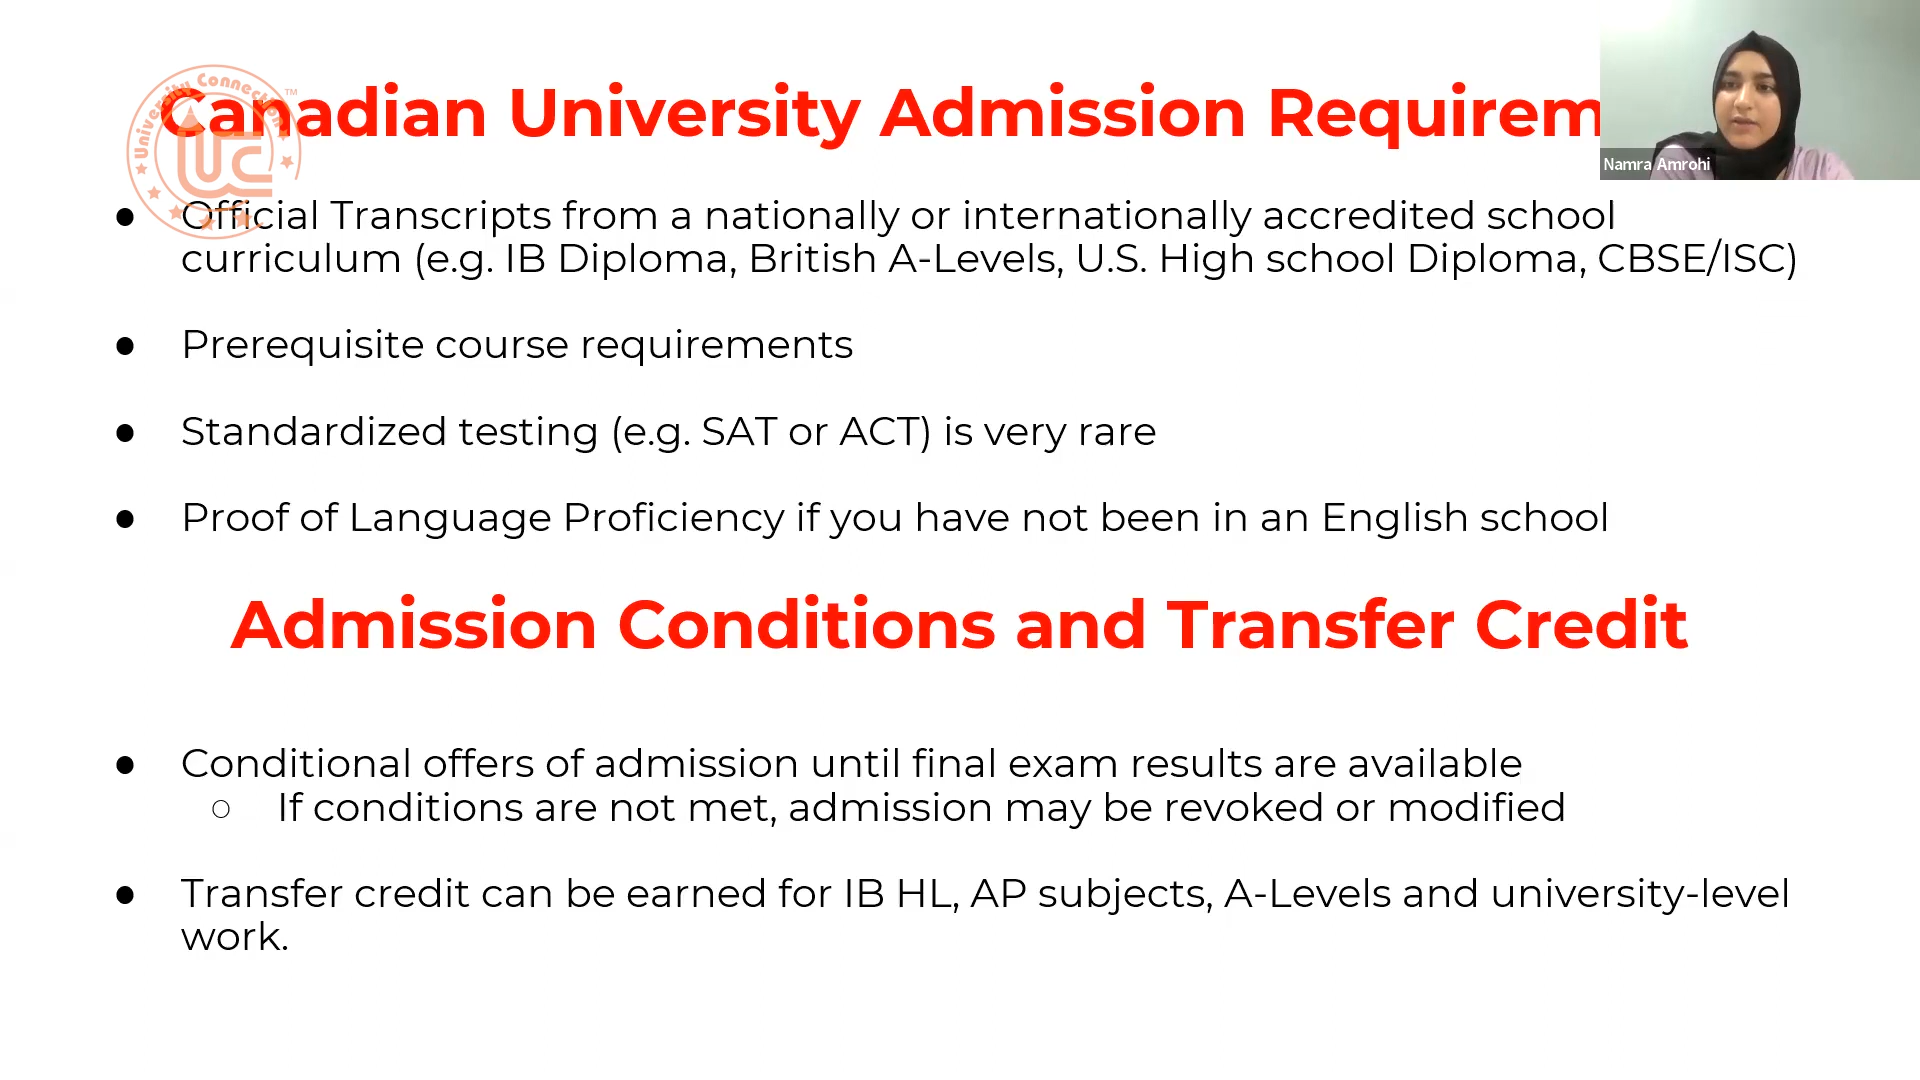 University Connection™
UC
Canadian University Admission Requirem
Namra Amrohi
● Official Transcripts from a nationally or internationally accredited school
curriculum (e.g. IB Diploma, British A-Levels, U.S. High school Diploma, CBSE/ISC)
● Prerequisite course requirements
● Standardized testing (e.g. SAT or ACT) is very rare
● Proof of Language Proficiency if you have not been in an English school
Admission Conditions and Transfer Credit
● Conditional offers of admission until final exam results are available
○ If conditions are not met, admission may be revoked or modified
● Transfer credit can be earned for IB HL, AP subjects, A-Levels and university-level
work.